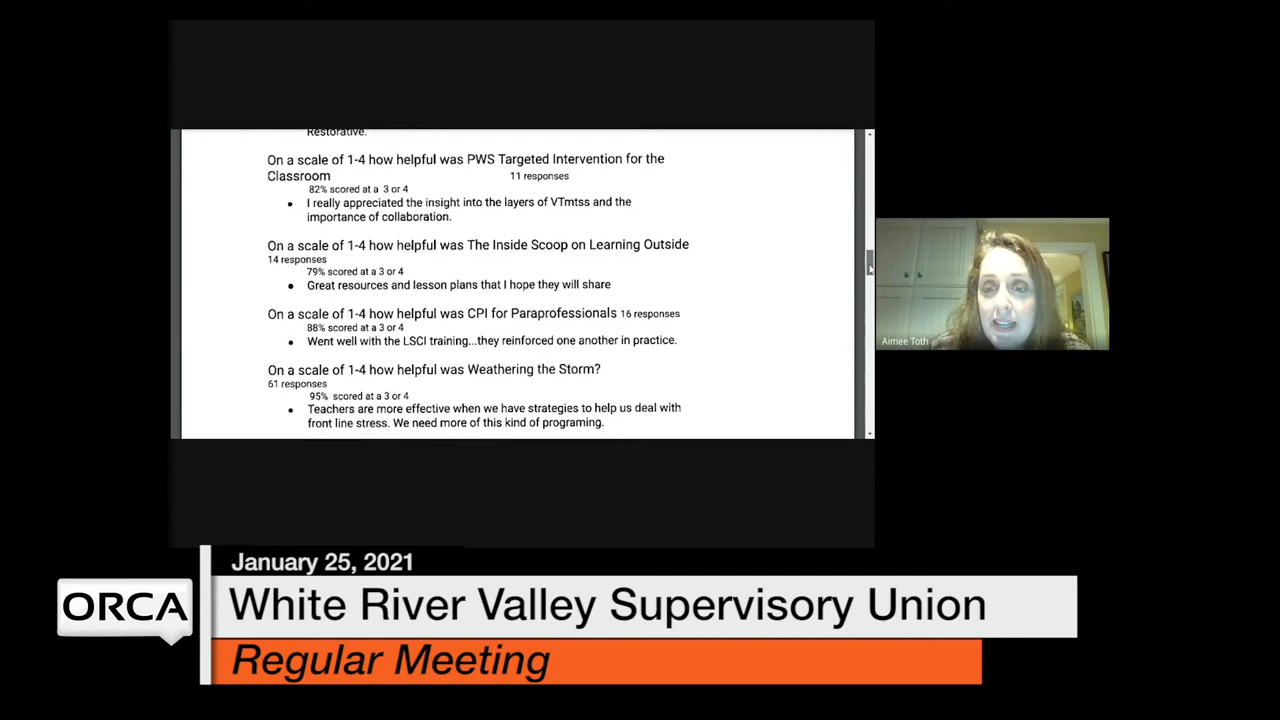 Restorative.
On a scale of 1-4 how helpful was PWS Targeted Intervention for the
Classroom 11 responses
82% scored at a 3 or 4
• I really appreciated the insight into the layers of VTmtss and the
importance of collaboration.
On a scale of 1-4 how helpful was The Inside Scoop on Learning Outside
14 responses
79% scored at a 3 or 4
• Great resources and lesson plans that I hope they will share
On a scale of 1-4 how helpful was CPI for Paraprofessionals 16 responses
88% scored at a 3 or 4
• Went well with the LSCI training...they reinforced one another in practice.
On a scale of 1-4 how helpful was Weathering the Storm?
61 responses
95% scored at a 3 or 4
• Teachers are more effective when we have strategies to help us deal with
front line stress. We need more of this kind of programing.
Aimee Toth
January 25, 2021
ORCA
White River Valley Supervisory Union
Regular Meeting